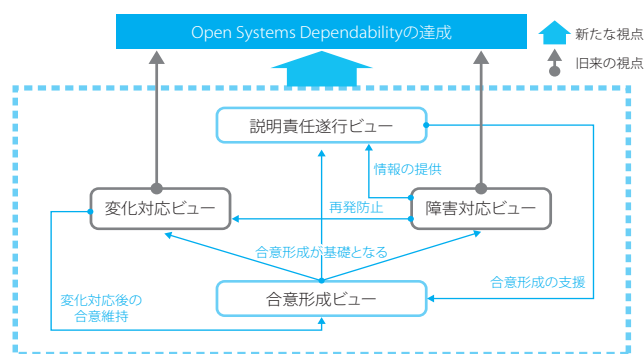 Open Systems Dependabilityの達成
新たな視点
旧来の視点
説明責任遂行ビュー
情報の提供
変化対応ビュー
再発防止
障害対応ビュー
合意形成が基礎となる
合意形成の支援
変化対応後の
合意維持
合意形成ビュー